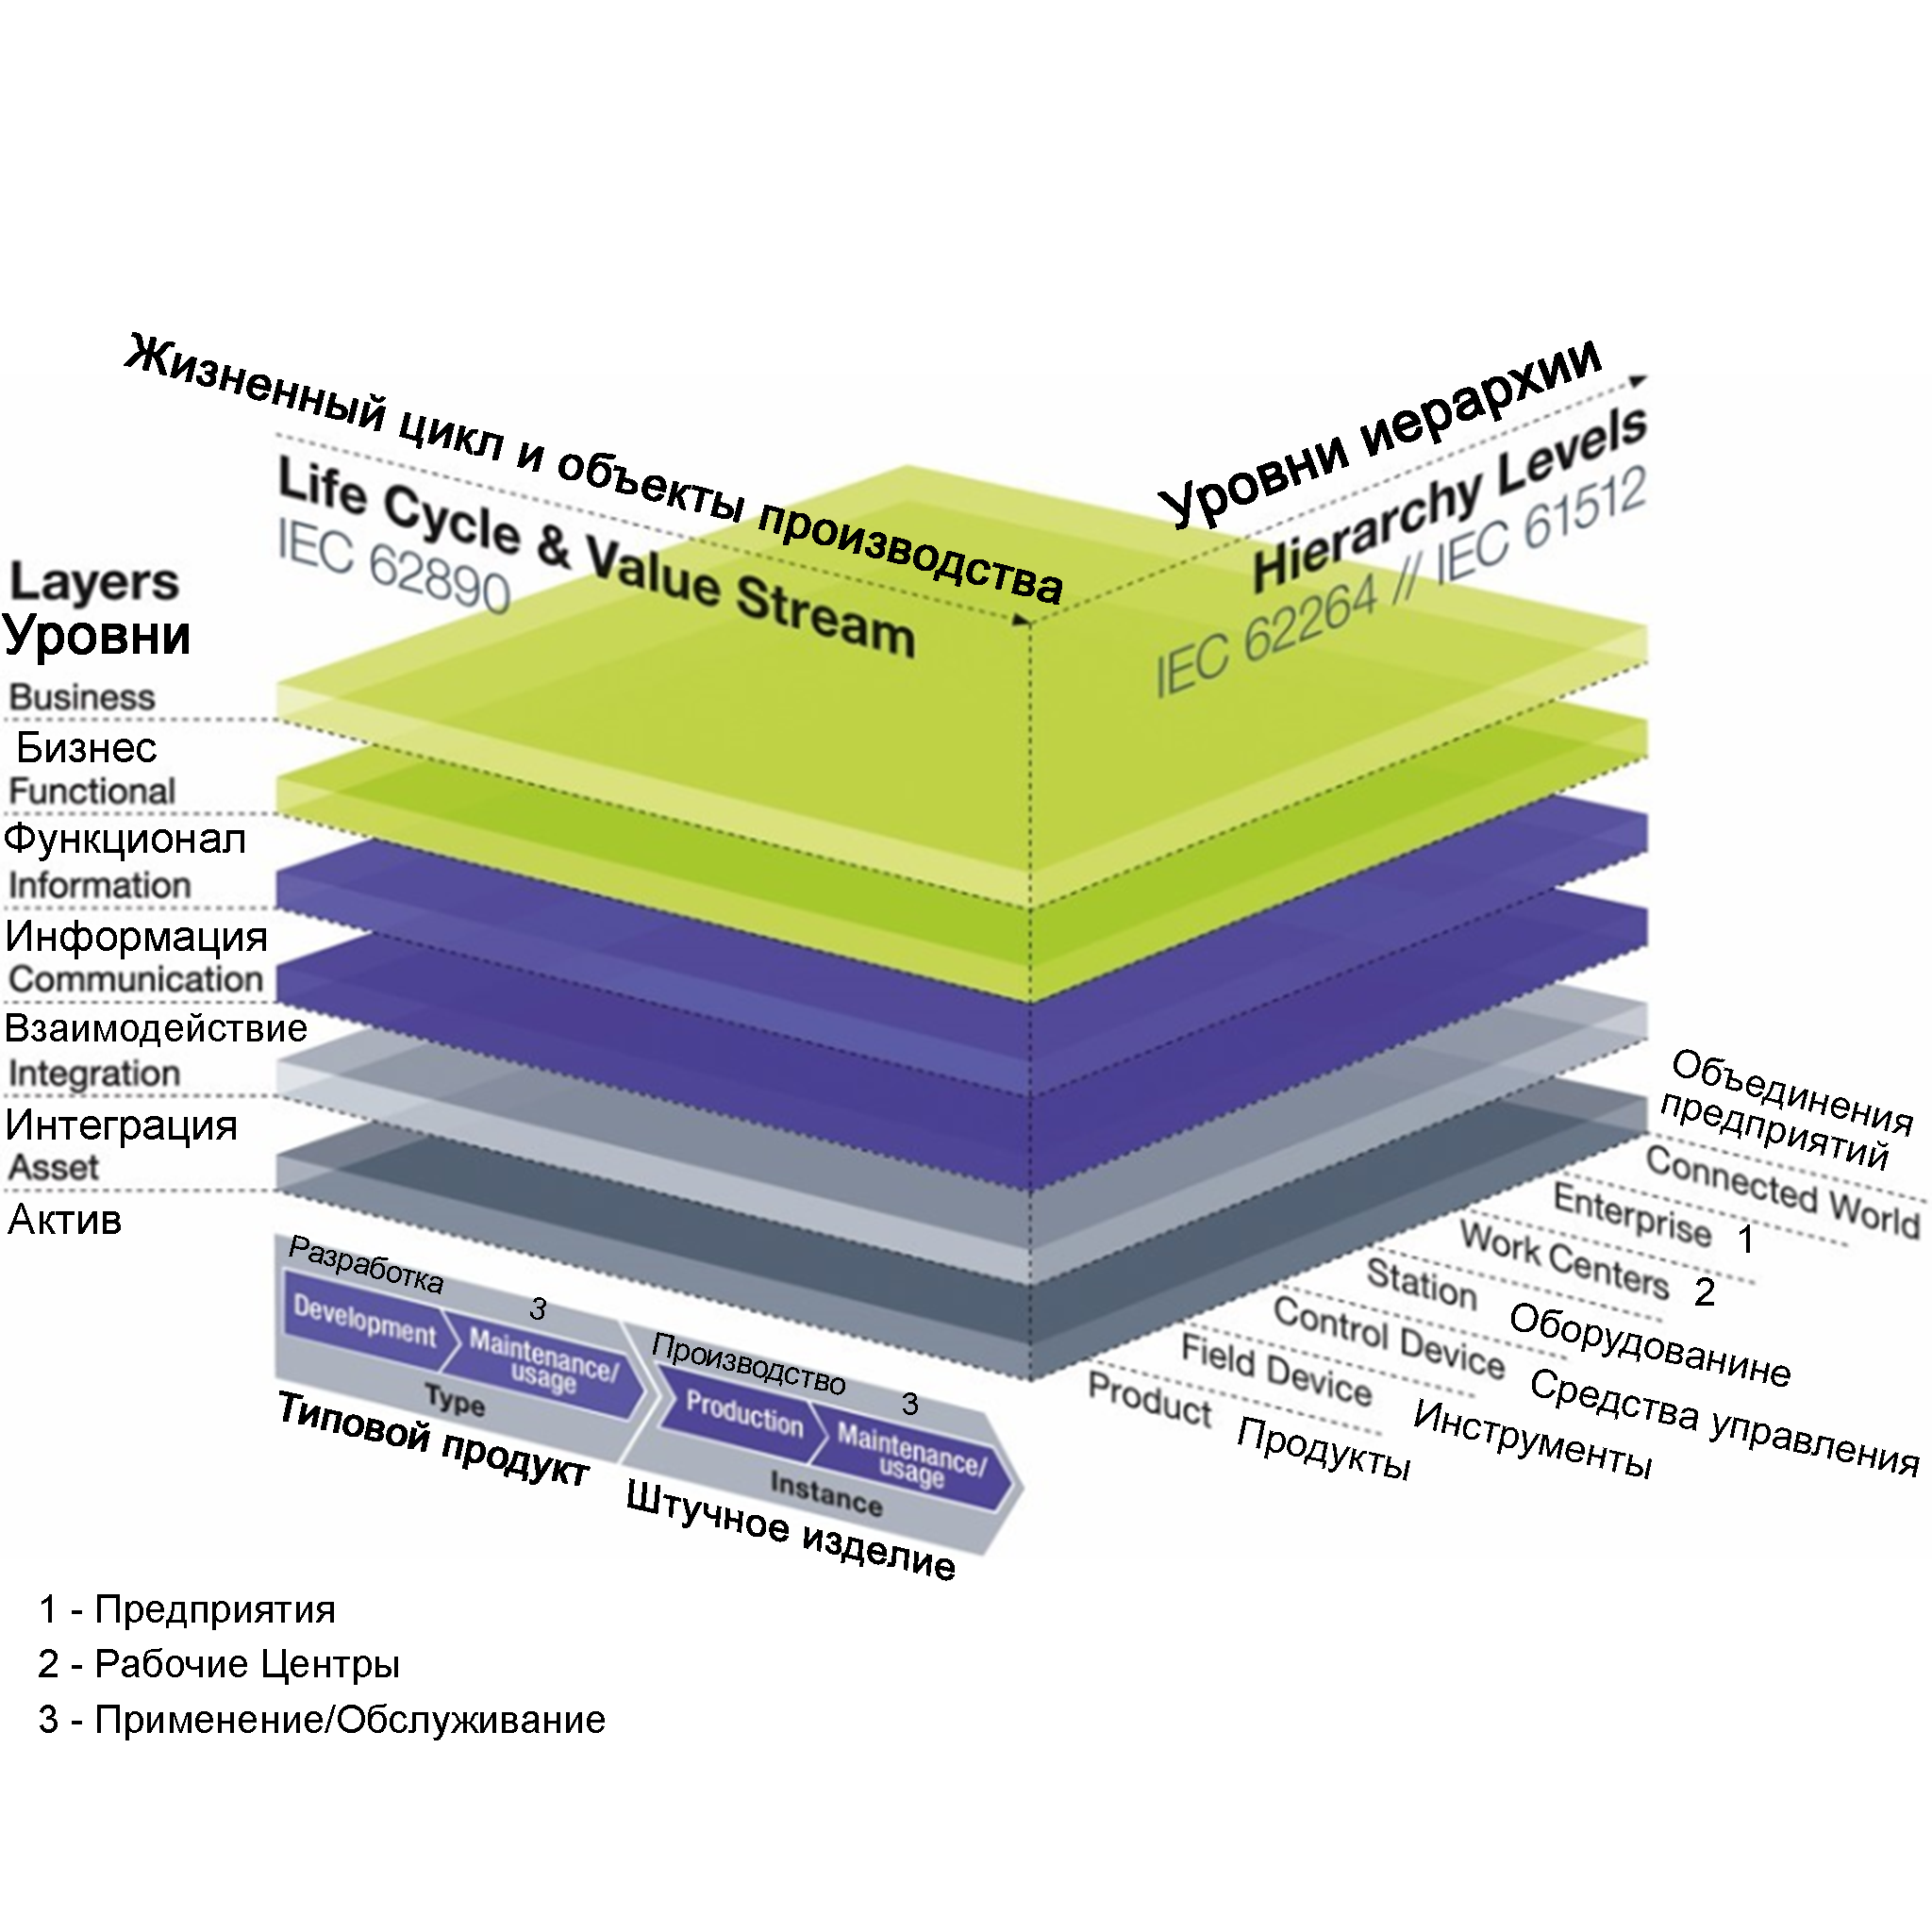 Жизненный цикл и объекты производства
Life Cycle & Value Stream
IEC 62890
Уровни иерархии
Hierarchy Levels
IEC 62264 // IEC 61512
Layers
Уровни
Business
Бизнес
Functional
Функционал
Information
Информация
Communication
Взаимодействие
Integration
Интеграция
Asset
Актив
Объединения
предприятий
Connected World
Enterprise 1
Work Centers 2
Station Оборудованине
Control Device Средства управления
Field Device Инструменты
Product Продукты
Разработка 3
Development
Maintenance/
usage
Type
Типовой продукт
Производство 3
Production
Maintenance/
usage
Instance
Штучное изделие
1 - Предприятия
2 - Рабочие Центры
3 - Применение/Обслуживание